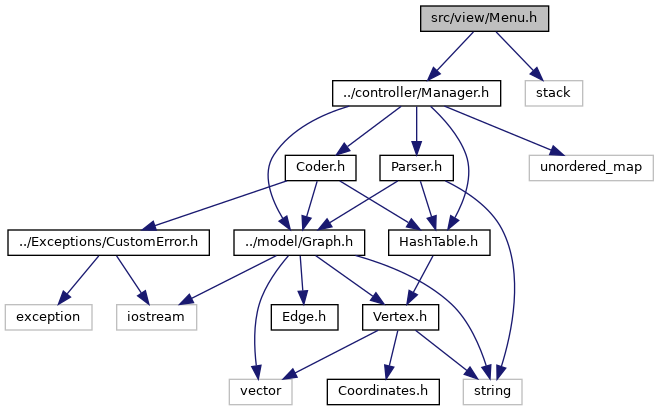 src/view/Menu.h
../controller/Manager.h
stack
Coder.h
Parser.h
unordered_map
../Exceptions/CustomError.h
../model/Graph.h
HashTable.h
exception
iostream
Edge.h
Vertex.h
vector
Coordinates.h
string